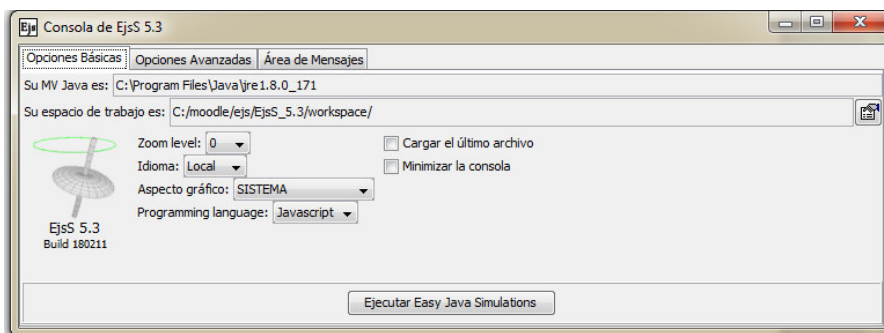 Ejs Consola de EjsS 5.3
Opciones Básicas Opciones Avanzadas Área de Mensajes
Su MV Java es: C:\Program Files\Java\jre1.8.0_171
Su espacio de trabajo es: C:/moodle/ejs/EjsS_5.3/workspace/
Zoom level: 0 Cargar el último archivo
Idioma: Local Minimizar la consola
Aspecto gráfico: SISTEMA
Programming language: Javascript
EjsS 5.3
Build 180211
Ejecutar Easy Java Simulations